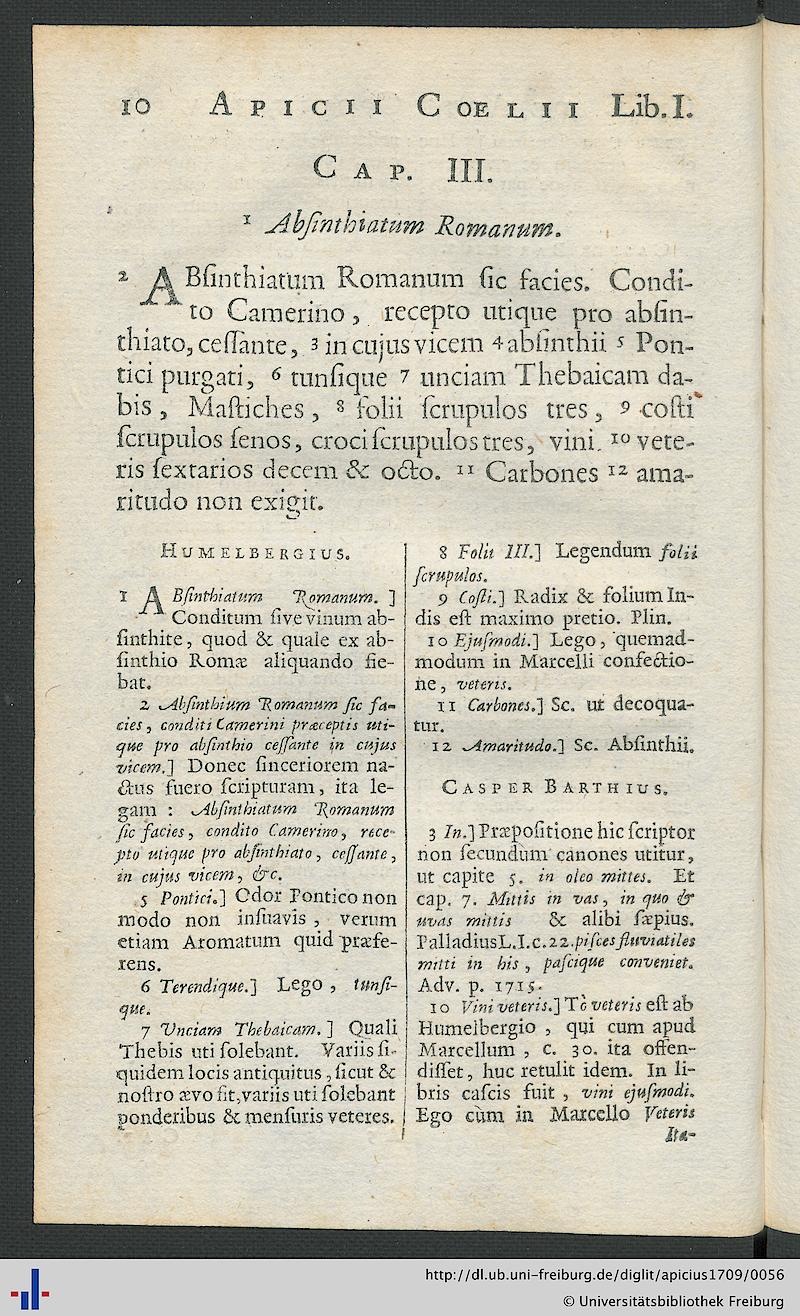 10 APICII COELII Lib. I.
CAP. III.
1 Abſinthiatum Romanum.
2 ABſinthiatum Romanum ſic facies. Condi-
to Camerino, recepto utique pro abſin-
thiato, ceſſante, 3 in cujus vicem 4 abſinthii 5 Pon-
tici purgati, 6 tunſique 7 unciam Thebaicam da-
bis, Maſtiches, 8 folii ſcrupulos tres, 9 coſti
ſcrupulos ſenos, croci ſcrupulos tres, vini. 10 vete-
ris ſextarios decem & octo. 11 Carbones 12 ama-
ritudo non exigit.
HUMELBERGIUS.
1 ABſinthiatum Romanum.]
Conditum ſive vinum ab-
ſinthite, quod & quale ex ab-
ſinthio Romæ aliquando fie-
bat.
2 Abſinthium Romanum ſic fa-
cies, conditi Camerini præceptis uti-
que pro abſinthio ceſſante in cujus
vicem.] Donec ſinceriorem na-
ctus fuero ſcripturam, ita le-
gam : Abſinthiatum Romanum
ſic facies, condito Camerino, rece-
pto utique pro abſinthiato, ceſſante,
in cujus vicem, &c.
5 Pontici.] Odor Pontico non
modo non inſuavis, verum
etiam Aromatum quid præfe-
rens.
6 Terendique.] Lego, tunſi-
que.
7 Unciam Thebaicam.] Quali
Thebis uti ſolebant. Variis ſi-
quidem locis antiquitus, ſicut &
noſtro ævo fit, variis uti ſolebant
ponderibus & menſuris veteres.
8 Folii III.] Legendum folii
ſcrupulos.
9 Coſti.] Radix & folium In-
dis eſt maximo pretio. Plin.
10 Ejuſmodi.] Lego, quemad-
modum in Marcelli confectio-
ne, veteris.
11 Carbones.] Sc. ut decoqua-
tur.
12 Amaritudo.] Sc. Abſinthii.
CASPER BARTHIUS.
3 In.] Præpoſitione hic ſcriptor
non ſecundum canones utitur,
ut capite 5. in oleo mittes. Et
cap. 7. Mittis in vas, in quo &
uvas mittis & alibi ſæpius.
Palladius L. I. c. 22. piſces fluviatiles
mitti in his, paſcique conveniet.
Adv. p. 1715.
10 Vini veteris.] Τὸ veteris eſt ab
Humelbergio, qui cum apud
Marcellum, c. 30. ita offen-
diſſet, huc retulit idem. In li-
bris caſcis fuit, vini ejuſmodi.
Ego cùm in Marcello Veteris
Ita-
http://dl.ub.uni-freiburg.de/diglit/apicius1709/0056
© Universitätsbibliothek Freiburg